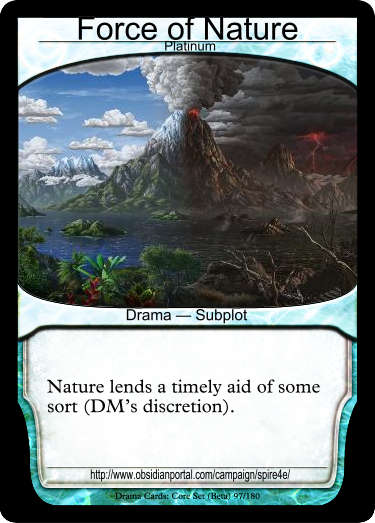 Force of Nature
Platinum
Drama — Subplot
Nature lends a timely aid of some
sort (DM's discretion).
http://www.obsidianportal.com/campaign/spire4e/
Drama Cards: Core Set (Beta) 97/180